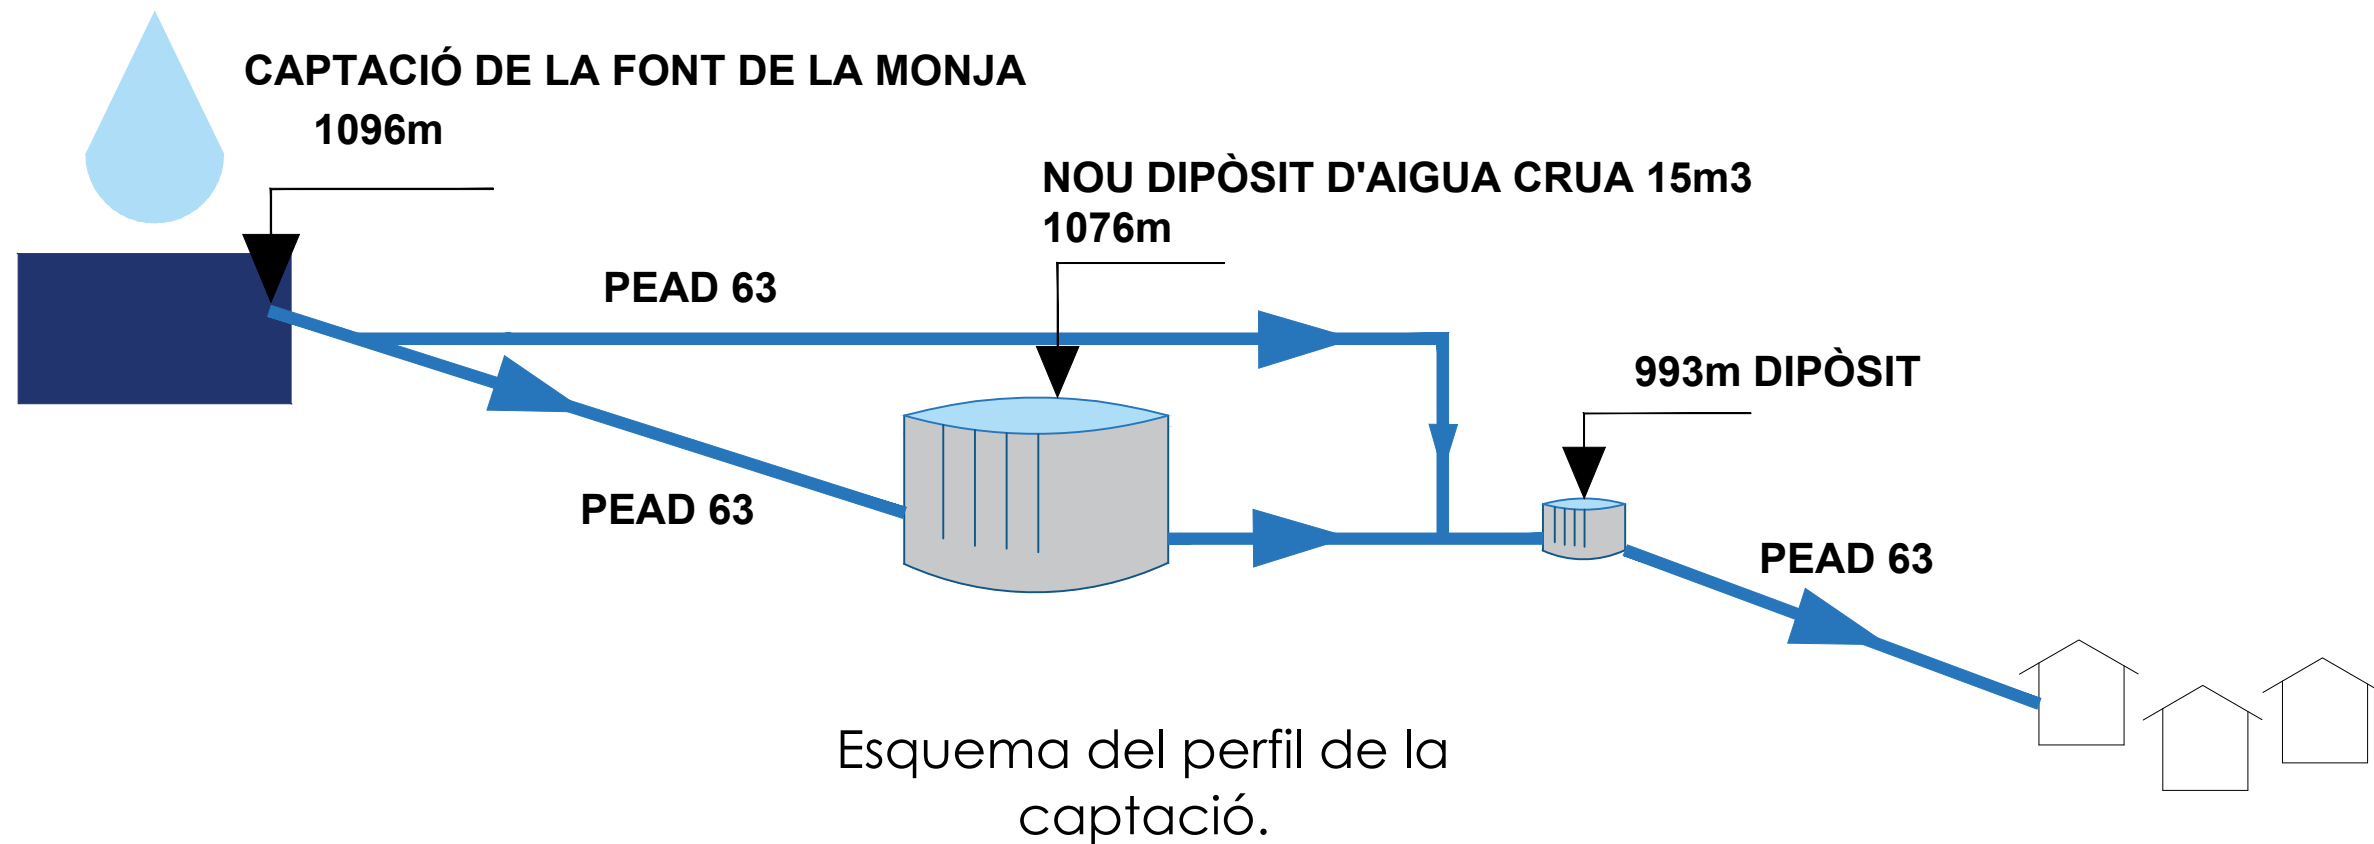 CAPTACIÓ DE LA FONT DE LA MONJA
1096m
NOU DIPÒSIT D'AIGUA CRUA 15m3
1076m
PEAD 63
993m DIPÒSIT
PEAD 63
PEAD 63
Esquema del perfil de la
captació.